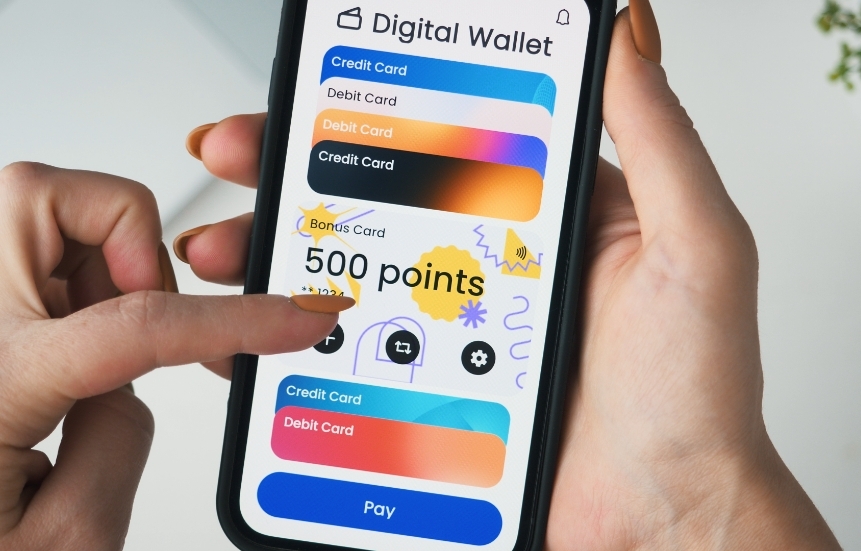 Digital Wallet
Credit Card
Debit Card
Debit Card
Credit Card
Bonus Card
500 points
** 1234
Credit Card
Debit Card
Pay